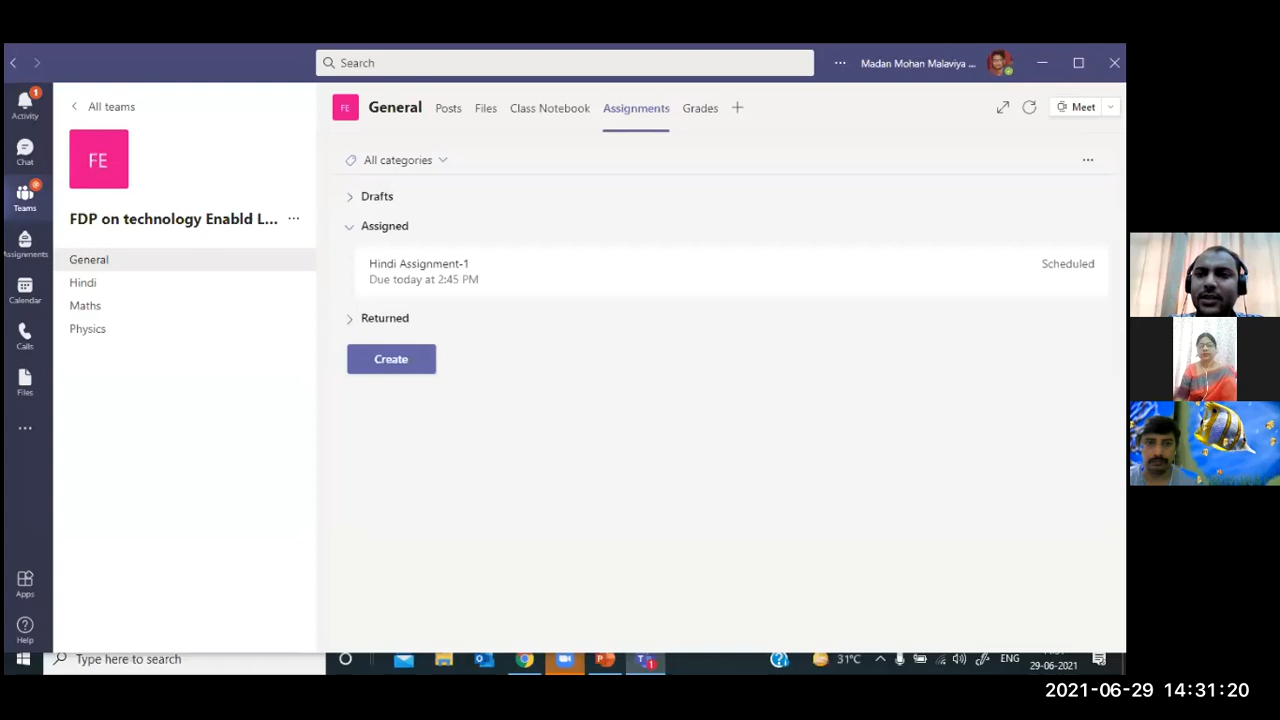 Search
Madan Mohan Malaviya ...
1
Activity
Chat
Teams
Assignments
Calendar
Calls
Files
Apps
Help
All teams
FE
FDP on technology Enabld L...
General
Hindi
Maths
Physics
FE
General
Posts
Files
Class Notebook
Assignments
Grades
Meet
All categories
Drafts
Assigned
Hindi Assignment-1
Scheduled
Due today at 2:45 PM
Returned
Create
Type here to search
1
31°C
ENG
29-06-2021
2021-06-29 14:31:20